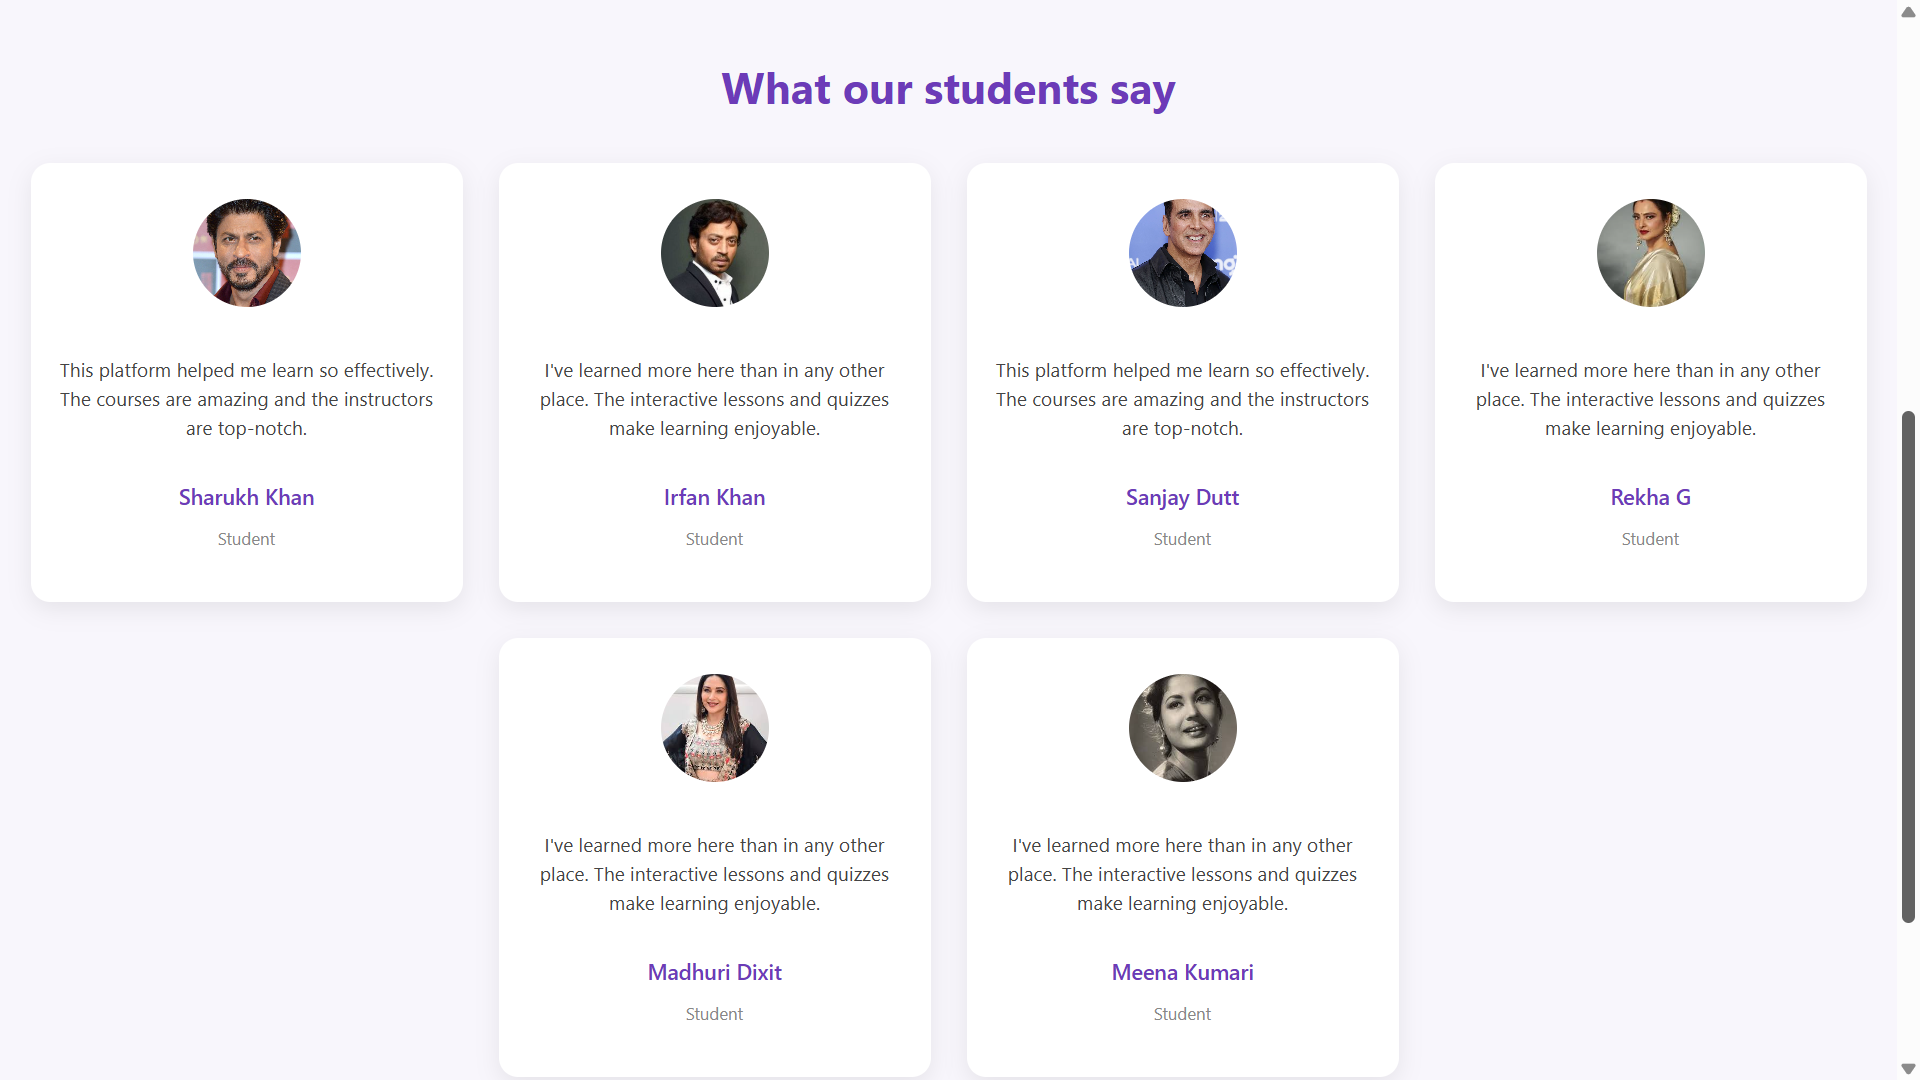 What our students say
This platform helped me learn so effectively.
The courses are amazing and the instructors
are top-notch.
Sharukh Khan
Student
I've learned more here than in any other
place. The interactive lessons and quizzes
make learning enjoyable.
Irfan Khan
Student
This platform helped me learn so effectively.
The courses are amazing and the instructors
are top-notch.
Sanjay Dutt
Student
I've learned more here than in any other
place. The interactive lessons and quizzes
make learning enjoyable.
Rekha G
Student
I've learned more here than in any other
place. The interactive lessons and quizzes
make learning enjoyable.
Madhuri Dixit
Student
I've learned more here than in any other
place. The interactive lessons and quizzes
make learning enjoyable.
Meena Kumari
Student